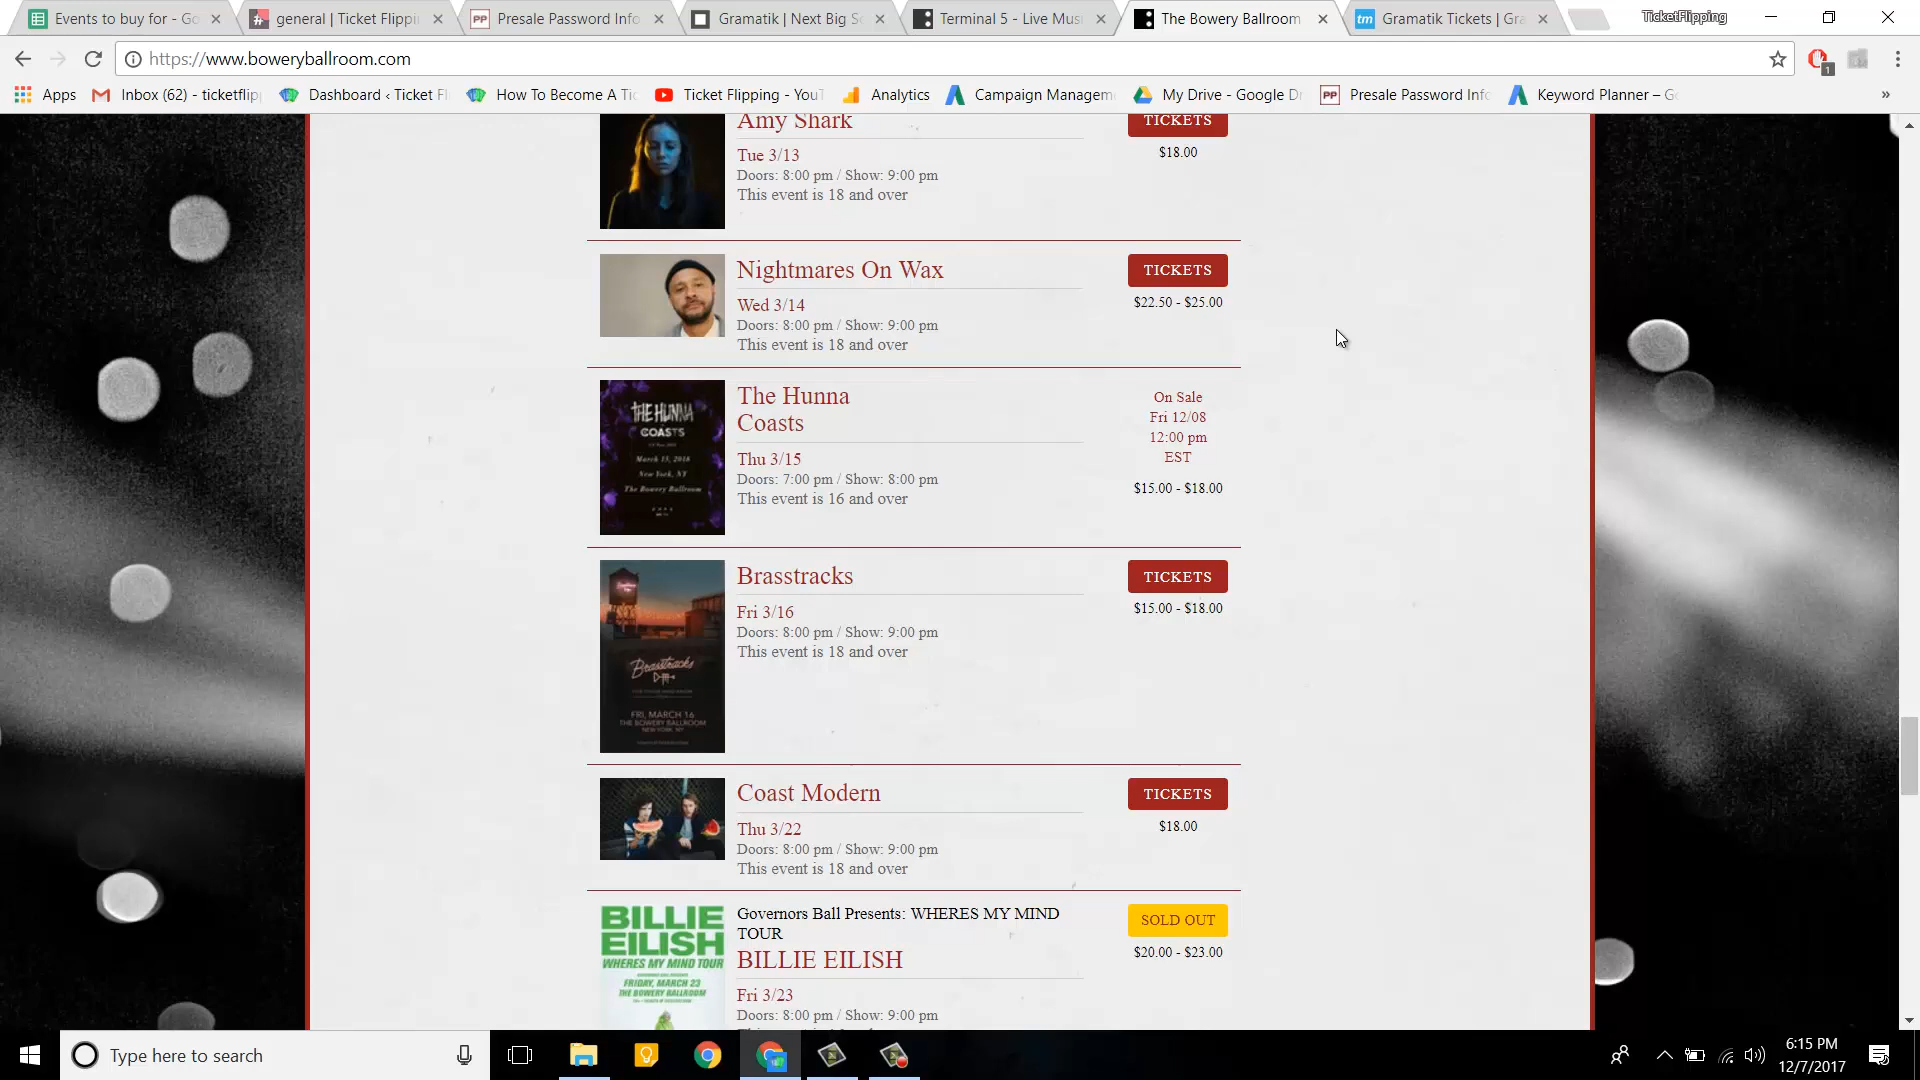 Events to buy for - Go
general | Ticket Flippi
Presale Password Info
Gramatik | Next Big So
Terminal 5 - Live Musi
The Bowery Ballroom
Gramatik Tickets | Gra
TicketFlipping
https://www.boweryballroom.com
Apps
Inbox (62) - ticketflip
Dashboard ‹ Ticket Fl
How To Become A Tic
Ticket Flipping - YouT
Analytics
Campaign Managem
My Drive - Google Dr
Presale Password Info
Keyword Planner – Go
Amy Shark
TICKETS
Tue 3/13
$18.00
Doors: 8:00 pm / Show: 9:00 pm
This event is 18 and over
Nightmares On Wax
TICKETS
Wed 3/14
$22.50 - $25.00
Doors: 8:00 pm / Show: 9:00 pm
This event is 18 and over
THE HUNNA
COASTS
March 15, 2018
New York, NY
The Bowery Ballroom
The Hunna
Coasts
On Sale
Fri 12/08
12:00 pm
EST
Thu 3/15
Doors: 7:00 pm / Show: 8:00 pm
$15.00 - $18.00
This event is 16 and over
Brasstracks
FRI, MARCH 16
THE BOWERY BALLROOM
NEW YORK, NY
Brasstracks
TICKETS
Fri 3/16
$15.00 - $18.00
Doors: 8:00 pm / Show: 9:00 pm
This event is 18 and over
Coast Modern
TICKETS
Thu 3/22
$18.00
Doors: 8:00 pm / Show: 9:00 pm
This event is 18 and over
BILLIE
EILISH
WHERES MY MIND TOUR
FRIDAY, MARCH 23
THE BOWERY BALLROOM
Governors Ball Presents: WHERES MY MIND
TOUR
BILLIE EILISH
SOLD OUT
$20.00 - $23.00
Fri 3/23
Doors: 8:00 pm / Show: 9:00 pm
Type here to search
6:15 PM
12/7/2017